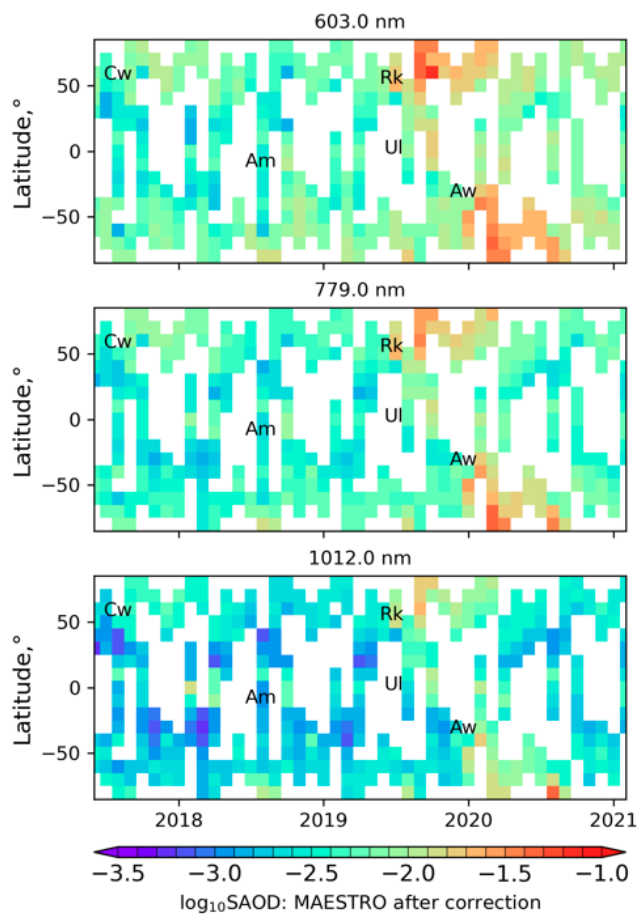 603.0 nm
Cw
Rk
Am
Ul
Aw
50
0
−50
Latitude,°
779.0 nm
Cw
Rk
Am
Ul
Aw
50
0
−50
Latitude,°
1012.0 nm
Cw
Rk
Am
Ul
Aw
50
0
−50
Latitude,°
2018 2019 2020 2021
−3.5 −3.0 −2.5 −2.0 −1.5 −1.0
log₁₀SAOD: MAESTRO after correction